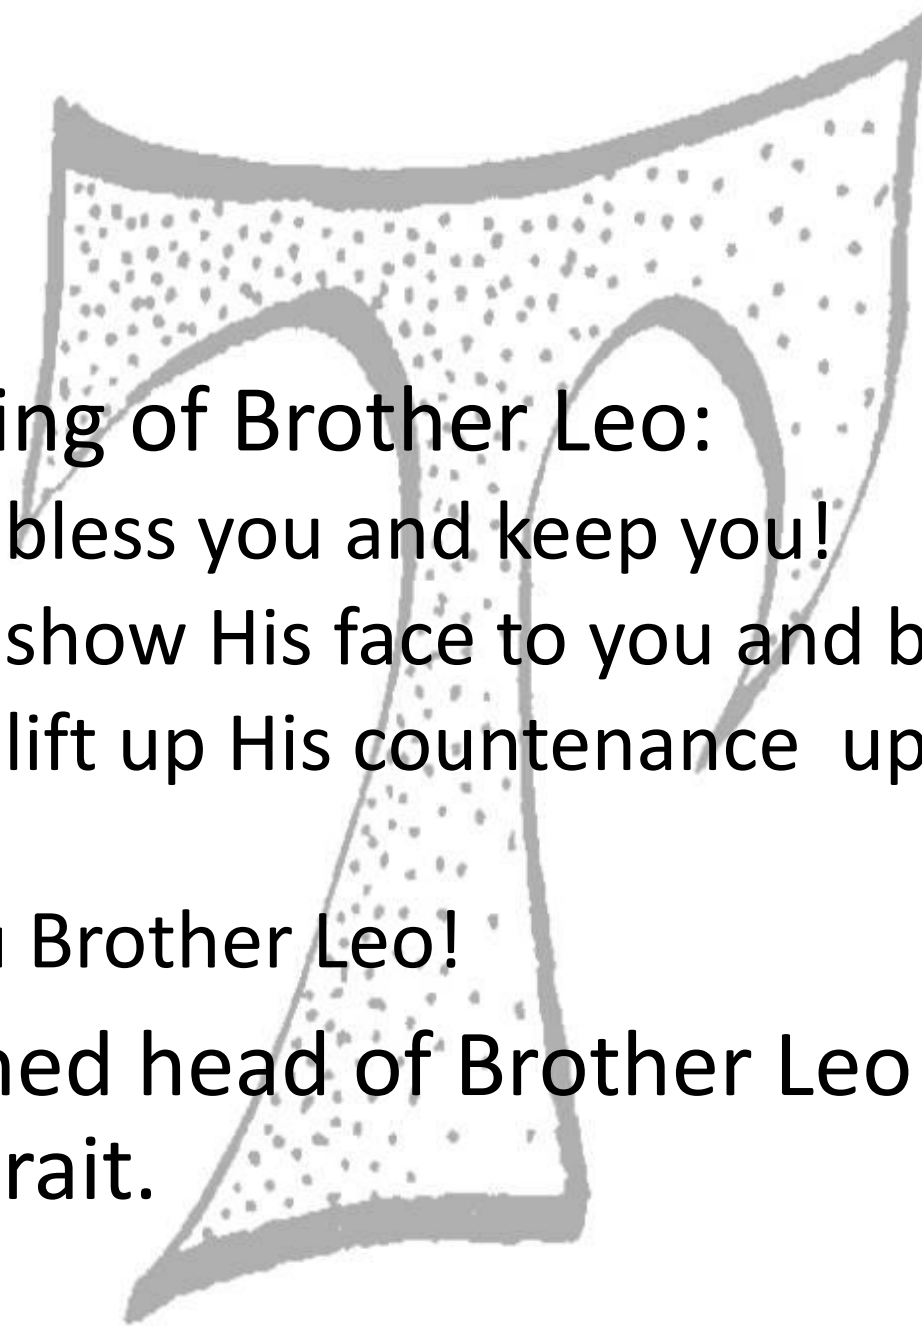 ing of Brother Leo:
bless you and keep you!
show His face to you and b
lift up His countenance up
Brother Leo!
ned head of Brother Leo
rait.